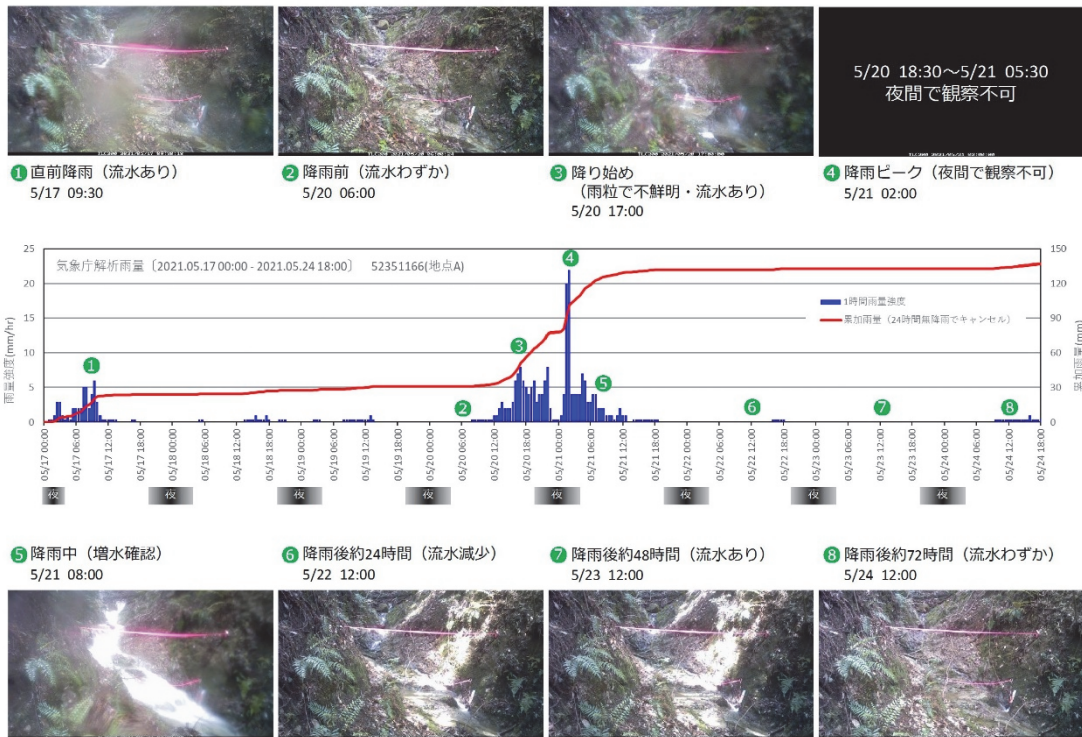 5/20 18:30～5/21 05:30
夜間で観察不可
❶直前降雨（流水あり）
5/17 09:30
❷降雨前（流水わずか）
5/20 06:00
❸降り始め
（雨粒で不鮮明・流水あり）
5/20 17:00
❹降雨ピーク（夜間で観察不可）
5/21 02:00
気象庁解析雨量〔2021.05.17 00:00 - 2021.05.24 18:00〕 52351166(地点A)
雨量強度(mm/hr)
25
20
15
10
5
0
累加雨量(mm)
150
120
90
60
30
0
1時間雨量強度
累加雨量（24時間無降雨でキャンセル）
1
2
3
4
5
6
7
8
05/17 00:00
05/17 06:00
05/17 12:00
05/17 18:00
05/18 00:00
05/18 06:00
05/18 12:00
05/18 18:00
05/19 00:00
05/19 06:00
05/19 12:00
05/19 18:00
05/20 00:00
05/20 06:00
05/20 12:00
05/20 18:00
05/21 00:00
05/21 06:00
05/21 12:00
05/21 18:00
05/22 00:00
05/22 06:00
05/22 12:00
05/22 18:00
05/23 00:00
05/23 06:00
05/23 12:00
05/23 18:00
05/24 00:00
05/24 06:00
05/24 12:00
05/24 18:00
夜
夜
夜
夜
夜
夜
夜
夜
❺降雨中（増水確認）
5/21 08:00
❻降雨後約24時間（流水減少）
5/22 12:00
❼降雨後約48時間（流水あり）
5/23 12:00
❽降雨後約72時間（流水わずか）
5/24 12:00